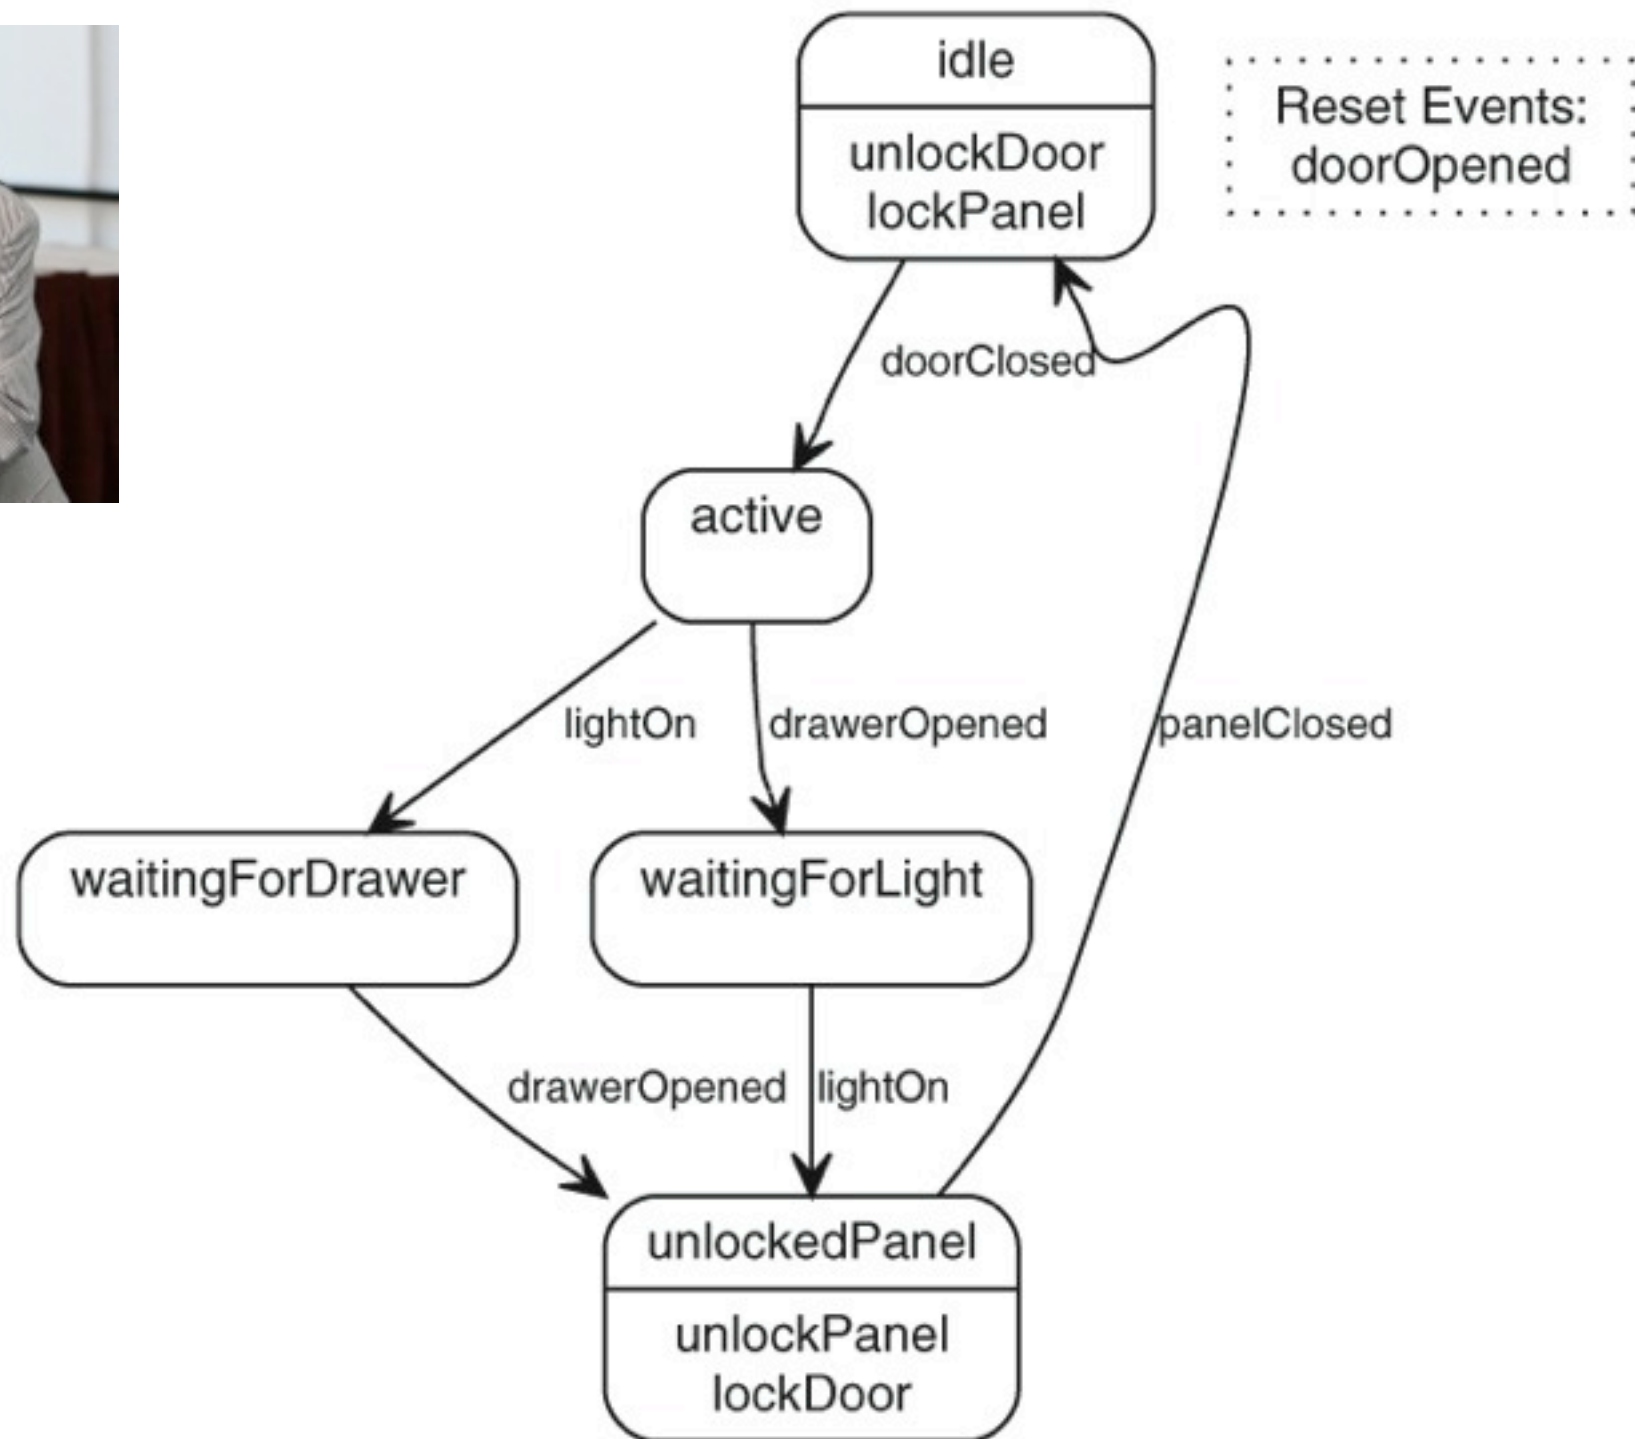 idle
unlockDoor
lockPanel
Reset Events:
doorOpened
doorClosed
active
lightOn
drawerOpened
panelClosed
waitingForDrawer
waitingForLight
drawerOpened
lightOn
unlockedPanel
unlockPanel
lockDoor